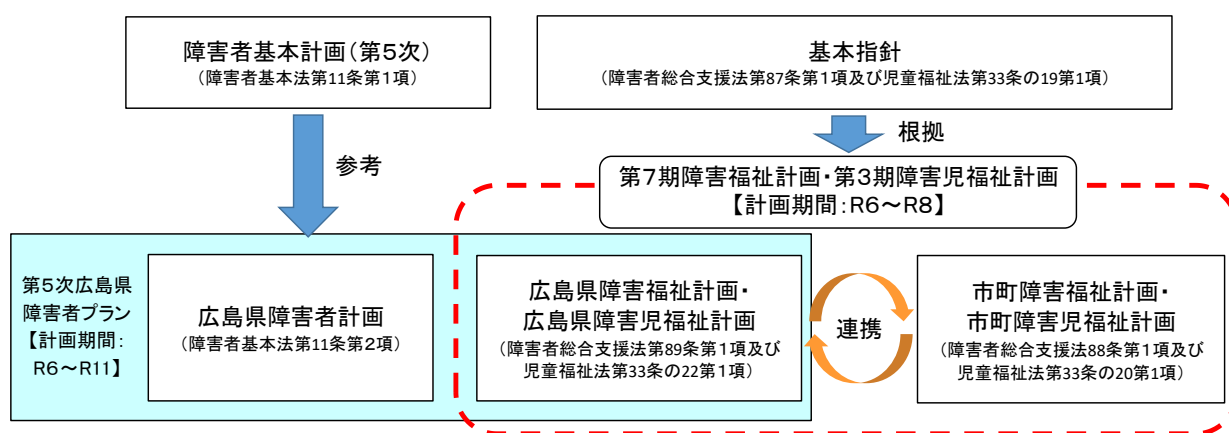 障害者基本計画（第５次）
（障害者基本法第11条第１項）
基本指針
（障害者総合支援法第87条第１項及び児童福祉法第33条の19第１項）
参考
根拠
第７期障害福祉計画・第３期障害児福祉計画
【計画期間：R６～R８】
第５次広島県
障害者プラン
【計画期間：
R６～R11】
広島県障害者計画
（障害者基本法第11条第２項）
広島県障害福祉計画・
広島県障害児福祉計画
（障害者総合支援法第89条第１項及び
児童福祉法第33条の22第１項）
連携
市町障害福祉計画・
市町障害児福祉計画
（障害者総合支援法88条第１項及び
児童福祉法第33条の20第１項）